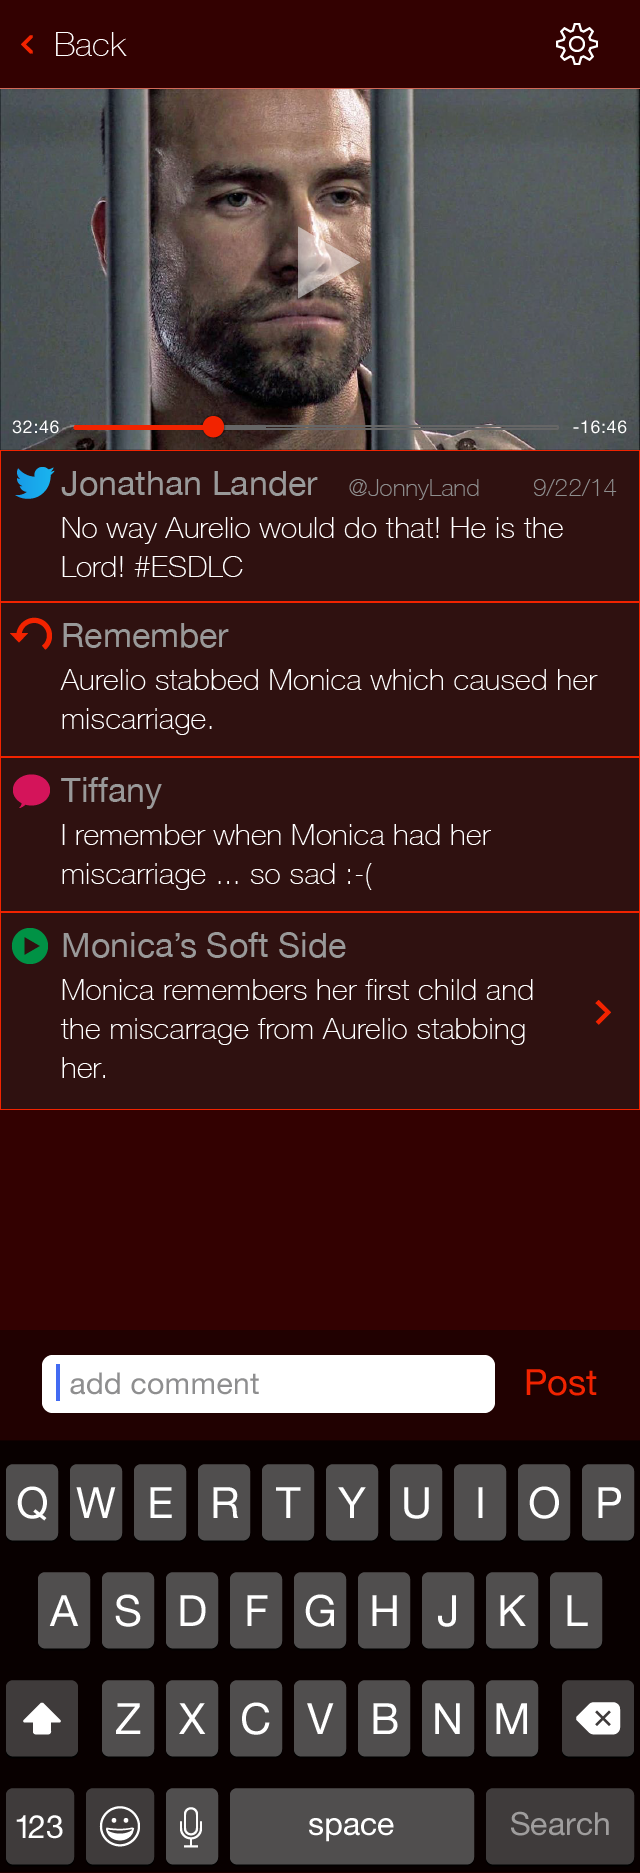 Back
32:46
-16:46
Jonathan Lander @JonnyLand 9/22/14
No way Aurelio would do that! He is the
Lord! #ESDLC
Remember
Aurelio stabbed Monica which caused her
miscarriage.
Tiffany
I remember when Monica had her
miscarriage ... so sad :-(
Monica's Soft Side
Monica remembers her first child and
the miscarrage from Aurelio stabbing
her.
add comment
Post
Q W E R T Y U I O P
A S D F G H J K L
Z X C V B N M
123 space Search